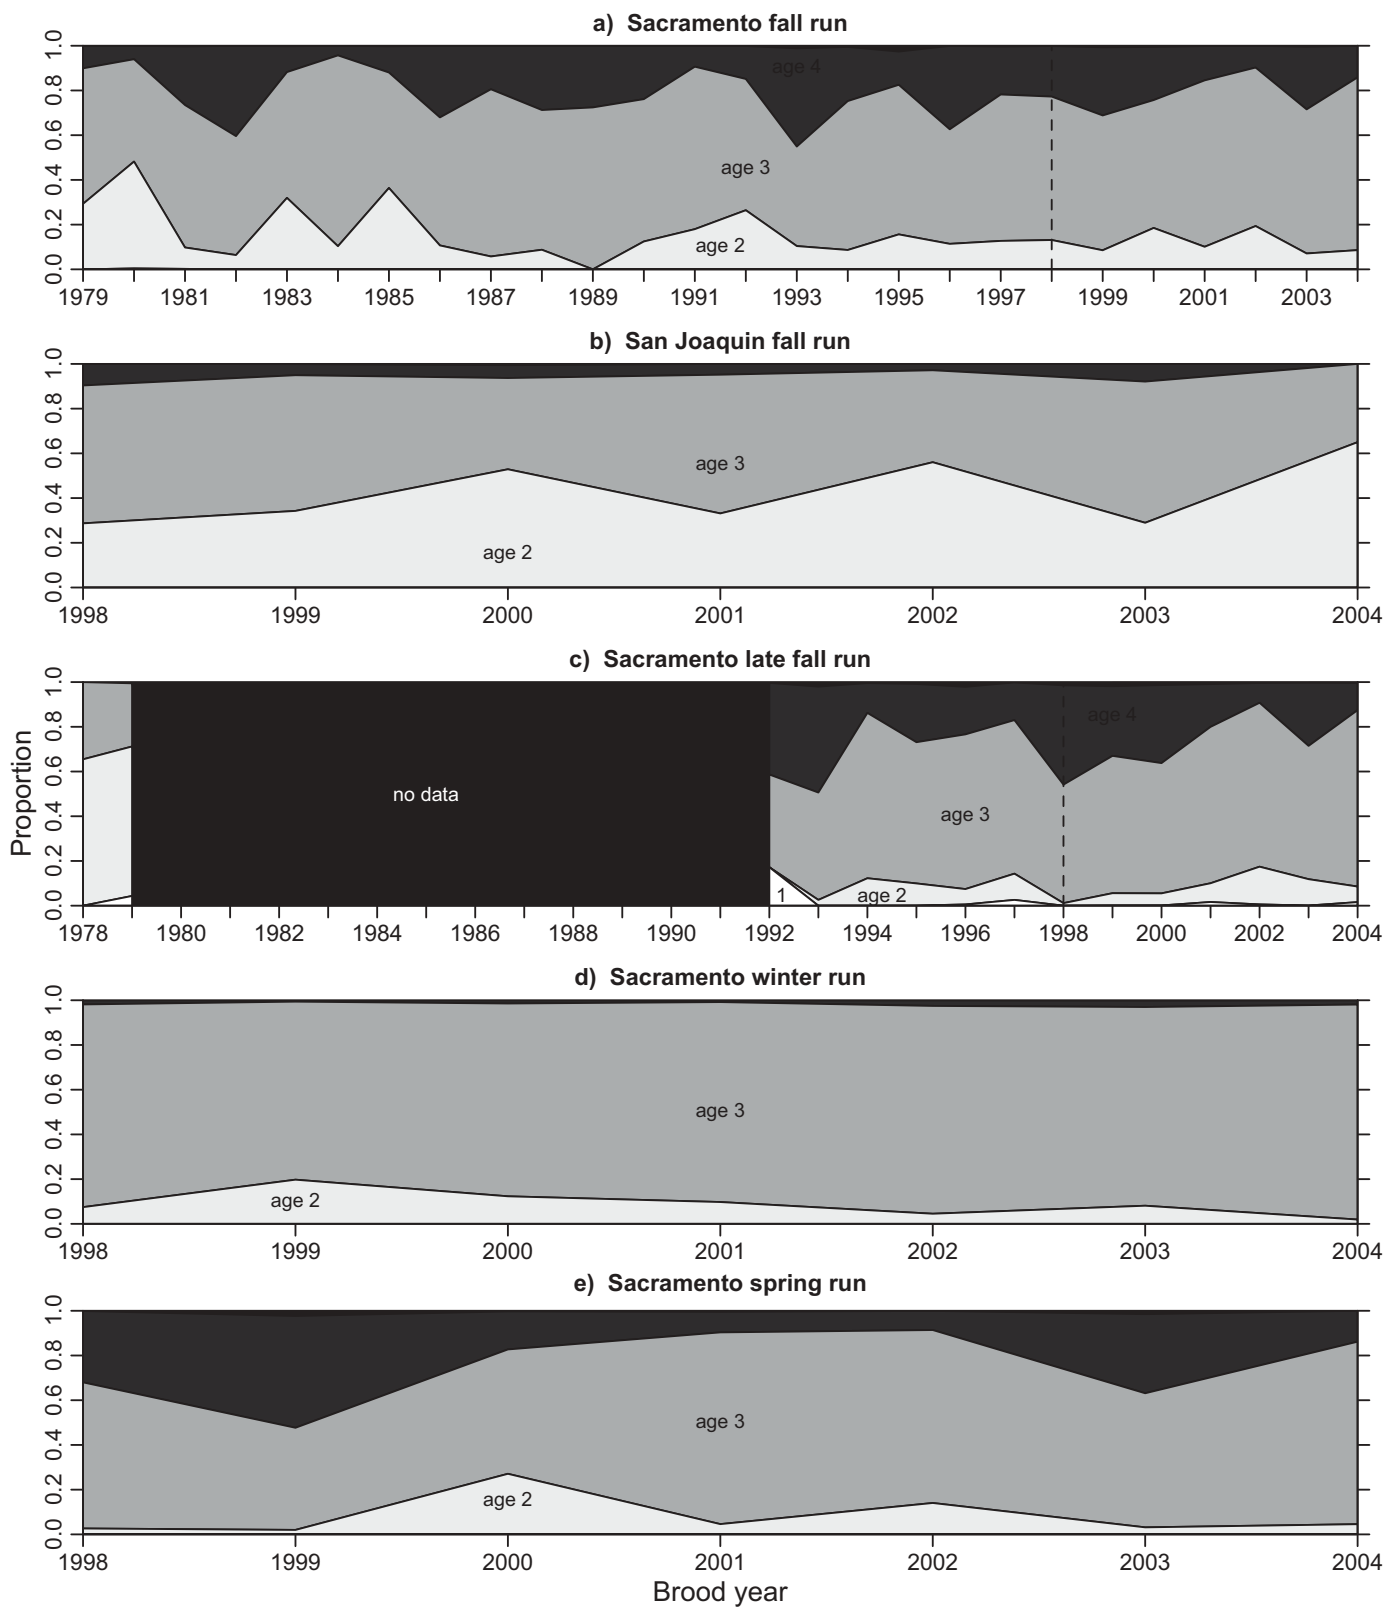 a) Sacramento fall run
1.0
0.8
0.6
0.4
0.2
0.0
age 4
age 3
age 2
1979 1981 1983 1985 1987 1989 1991 1993 1995 1997 1999 2001 2003
b) San Joaquin fall run
1.0
0.8
0.6
0.4
0.2
0.0
age 3
age 2
1998 1999 2000 2001 2002 2003 2004
c) Sacramento late fall run
Proportion
1.0
0.8
0.6
0.4
0.2
0.0
age 4
no data
age 3
1 age 2
1978 1980 1982 1984 1986 1988 1990 1992 1994 1996 1998 2000 2002 2004
d) Sacramento winter run
1.0
0.8
0.6
0.4
0.2
0.0
age 3
age 2
1998 1999 2000 2001 2002 2003 2004
e) Sacramento spring run
1.0
0.8
0.6
0.4
0.2
0.0
age 3
age 2
1998 1999 2000 2001 2002 2003 2004
Brood year